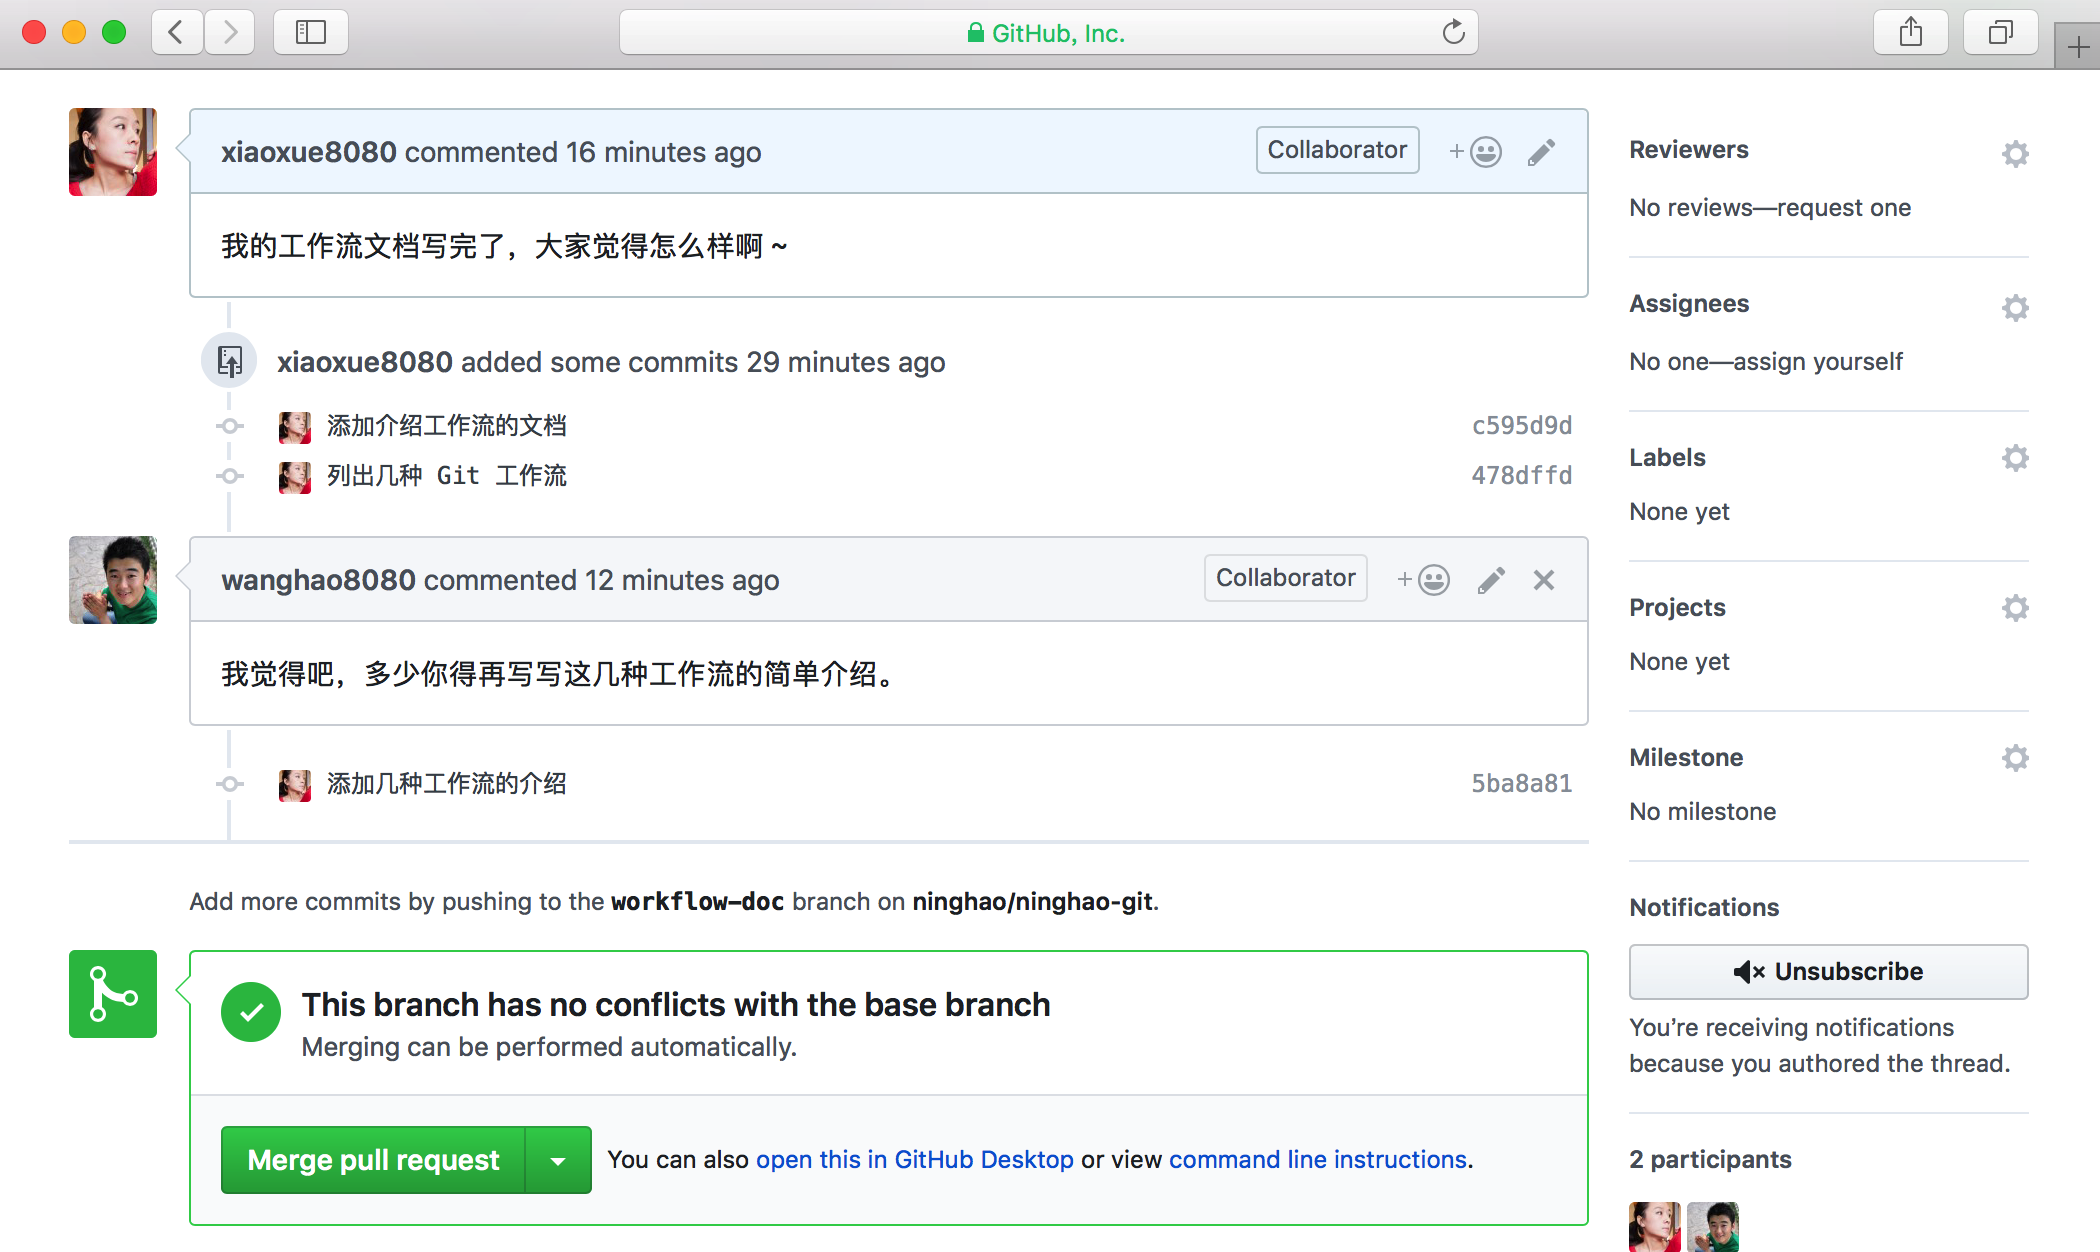 GitHub, Inc.
xiaoxue8080 commented 16 minutes ago
Collaborator
我的工作流文档写完了，大家觉得怎么样啊 ~
xiaoxue8080 added some commits 29 minutes ago
添加介绍工作流的文档 c595d9d
列出几种 Git 工作流 478dffd
wanghao8080 commented 12 minutes ago
Collaborator
我觉得吧，多少你得再写写这几种工作流的简单介绍。
添加几种工作流的介绍 5ba8a81
Add more commits by pushing to the workflow-doc branch on ninghao/ninghao-git.
This branch has no conflicts with the base branch
Merging can be performed automatically.
Merge pull request
You can also open this in GitHub Desktop or view command line instructions.
Reviewers
No reviews—request one
Assignees
No one—assign yourself
Labels
None yet
Projects
None yet
Milestone
No milestone
Notifications
Unsubscribe
You’re receiving notifications
because you authored the thread.
2 participants